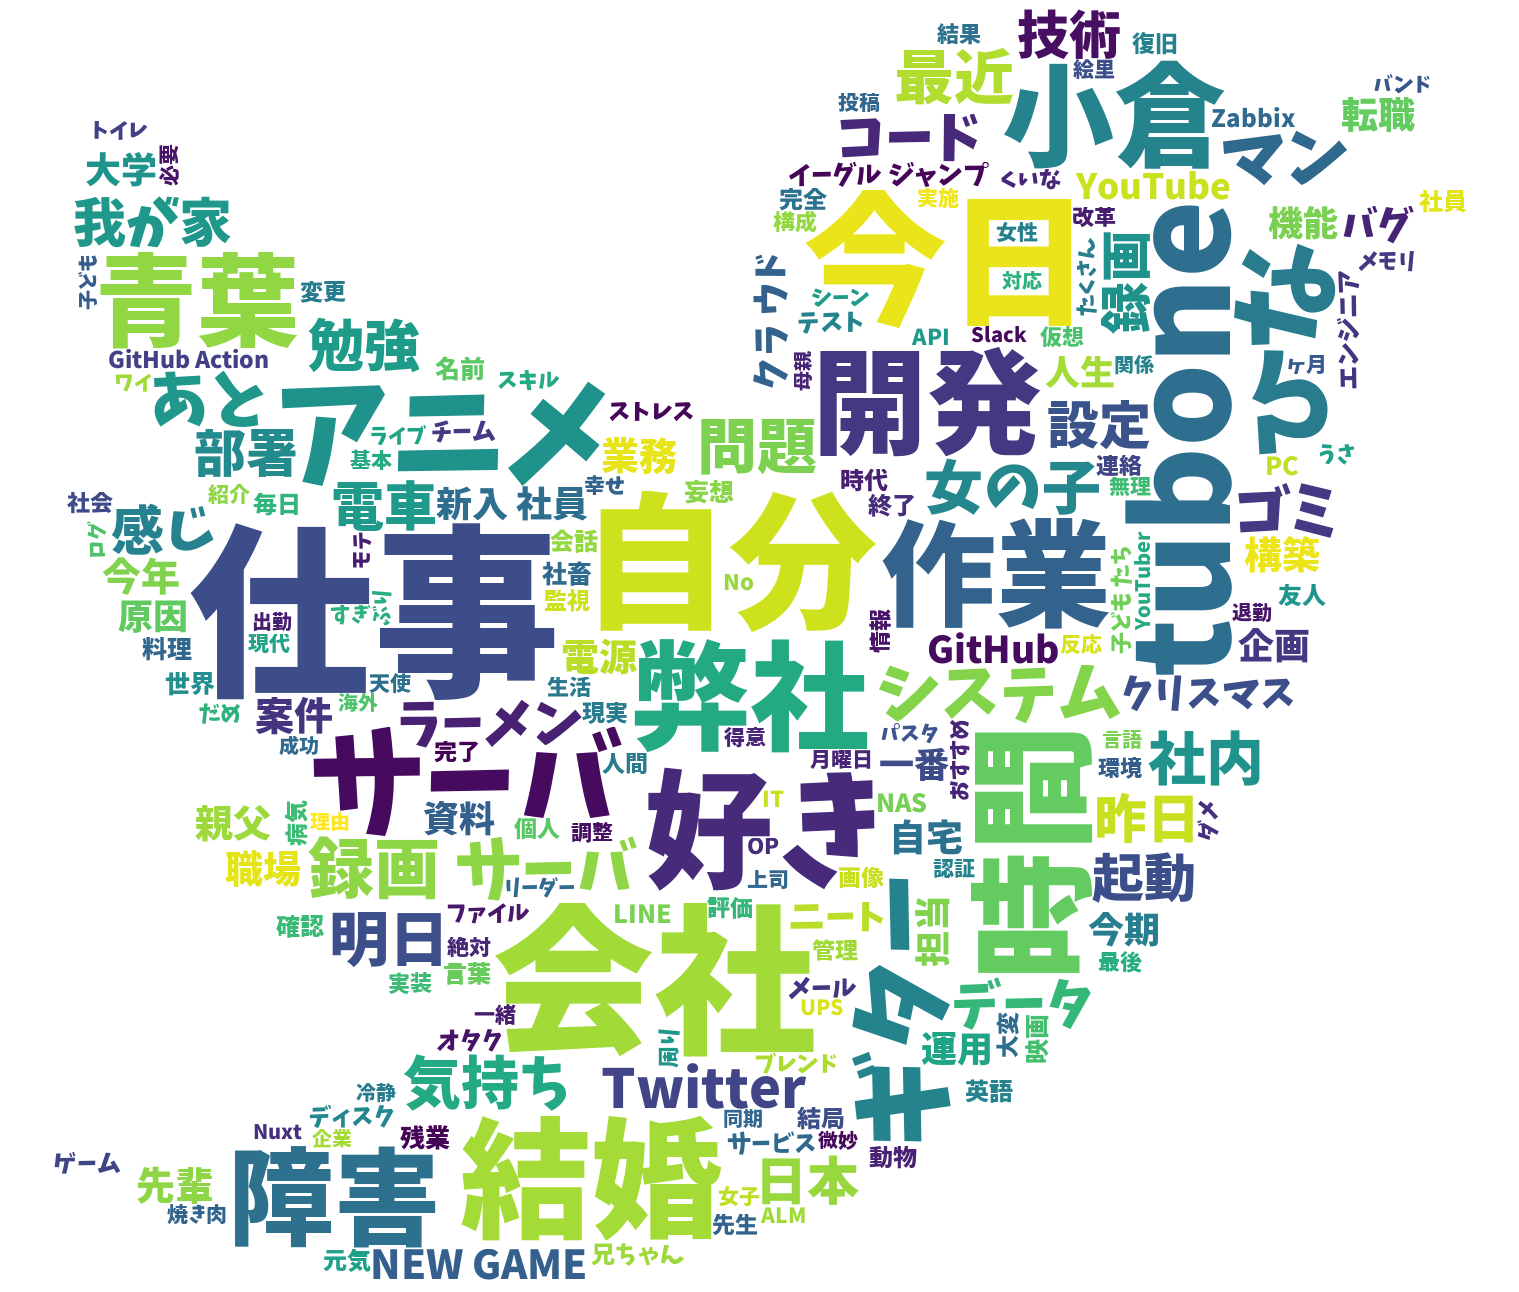 技術
結果
復旧
最近
絵里
小倉
バンド
投稿
転職
Zabbix
コード
マン
トイレ
大学
必要
イーグル ジャンプ
くいな
YouTube
完全
実施
社員
我が家
構成
今日
改革
機能
バグ
女性
tubone
青葉
子ども
変更
クラウド
対応
たくさん
録画
ひらな
メモリ
シーン
テスト
エンジニア
勉強
API
Slack
仮想
GitHub Action
名前
母親
開発
人生
関係
ケ月
ワイ
あと
アニメ
スキル
ストレス
設定
ライブ
チーム
問題
部署
基本
業務
時代
女の子
連絡
PC
うさ
社会
紹介
毎日
電車
新入 社員
幸せ
妄想
終了
無理
ゴミ
感じ
ログ
モテ
会話
自分
作業
構築
今年
仕事
社畜
No
子どもたち
YouTuber
友人
原因
出勤
すぎない
監視
情報
退勤
料理
現代
電源
弊社
GitHub
反応
企画
世界
天使
生活
システム
クリスマス
だめ
案件
海外
ラーメン
現実
得意
パスタ
おすすめ
時間
言語
社内
成功
サーバ
完了
人間
月曜日
一番
環境
親父
病気
理由
資料
個人
調整
好き
IT
NAS
自宅
昨日
ダメ
職場
録画 サーバ
リーダー
OP
上司
画像
認証
起動
確認
明日
ファイル
LINE
評価
ニート
ギター
担当
今期
絶対
会社
管理
最後
実装
言葉
メール
データ
一緒
UPS
オタク
周り
運用
大変
映画
気持ち
ブレンド
冷静
Twitter
英語
ディスク
同期
結局
Nuxt
企業
残業
結婚
サービス
微妙
ゲーム
先輩
障害
日本
動物
焼き肉
女子
先生
ALM
元気
NEW GAME
兄ちゃん